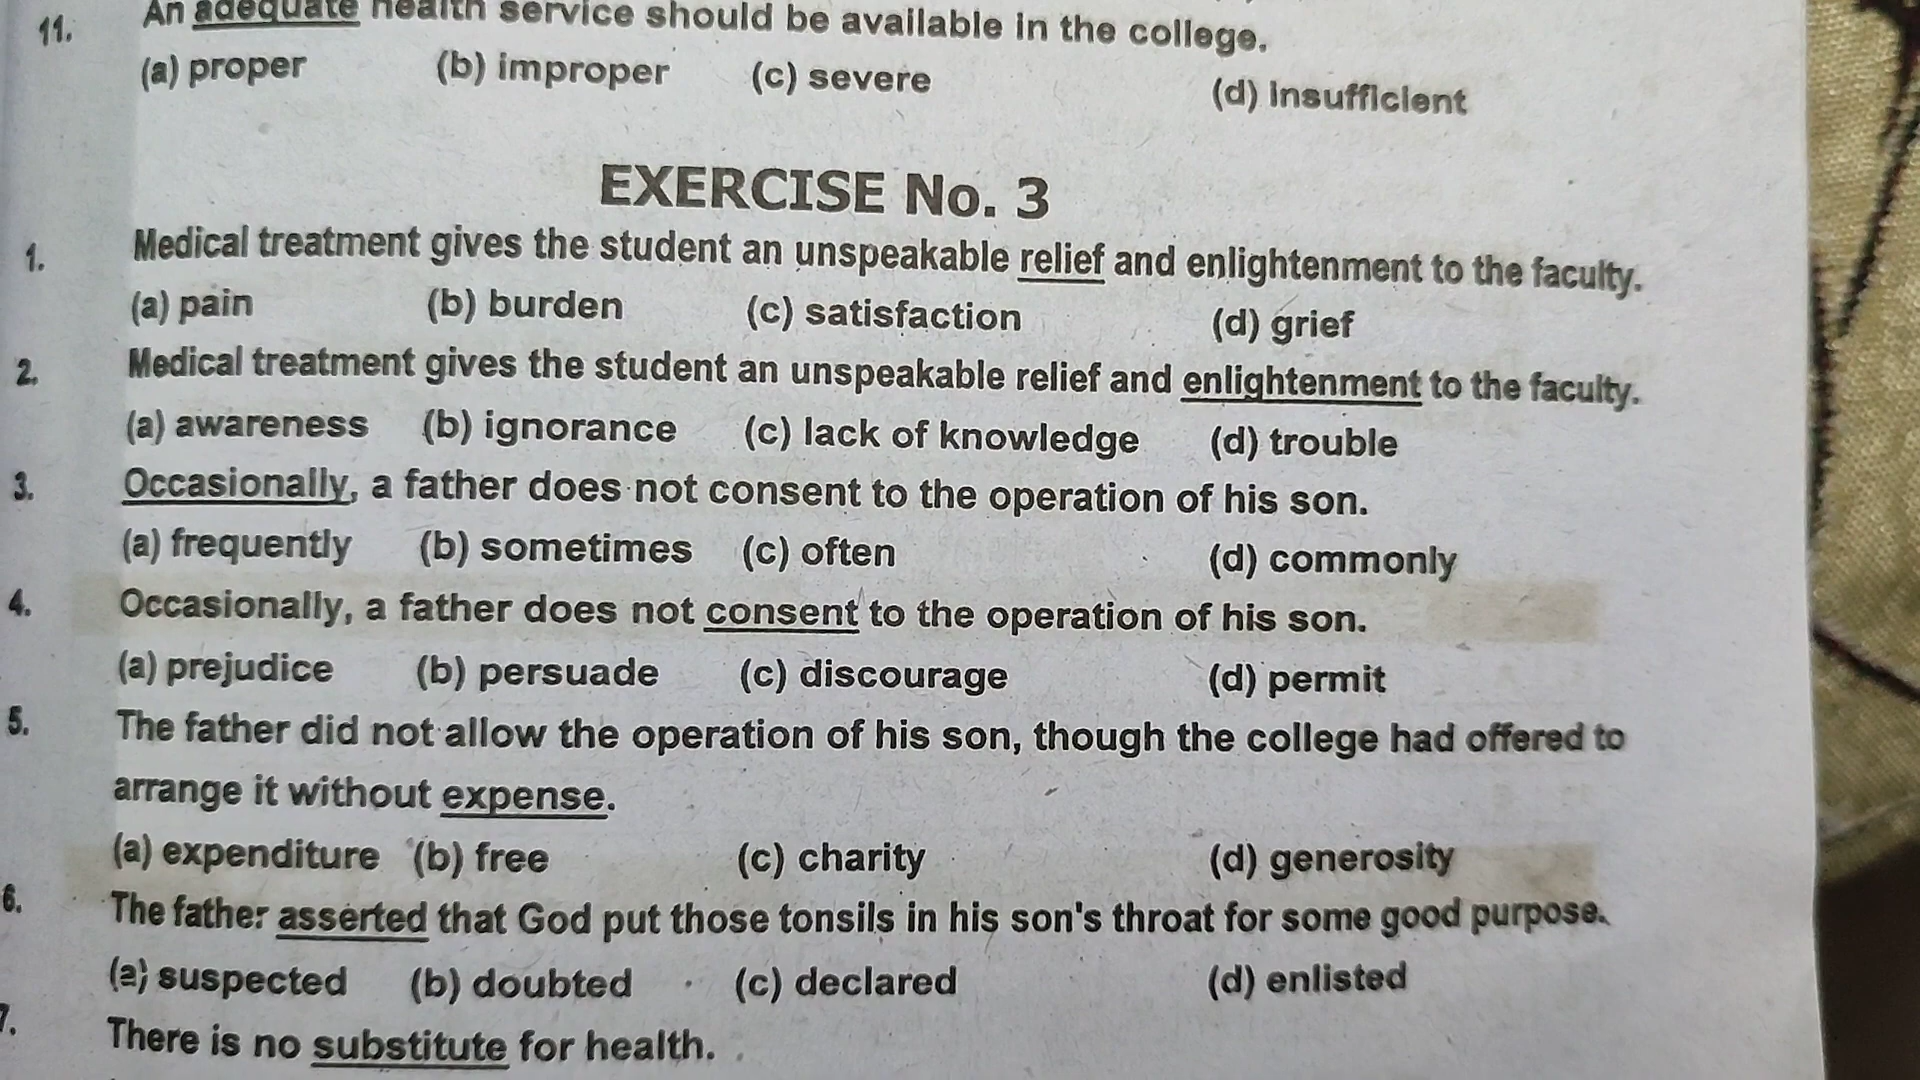 11. An adequate health service should be available in the college.
(a) proper (b) improper (c) severe (d) insufficient
EXERCISE No. 3
1. Medical treatment gives the student an unspeakable relief and enlightenment to the faculty.
(a) pain (b) burden (c) satisfaction (d) grief
2. Medical treatment gives the student an unspeakable relief and enlightenment to the faculty.
(a) awareness (b) ignorance (c) lack of knowledge (d) trouble
3. Occasionally, a father does not consent to the operation of his son.
(a) frequently (b) sometimes (c) often (d) commonly
4. Occasionally, a father does not consent to the operation of his son.
(a) prejudice (b) persuade (c) discourage (d) permit
5. The father did not allow the operation of his son, though the college had offered to
arrange it without expense.
(a) expenditure (b) free (c) charity (d) generosity
6. The father asserted that God put those tonsils in his son's throat for some good purpose.
(a) suspected (b) doubted (c) declared (d) enlisted
7. There is no substitute for health.